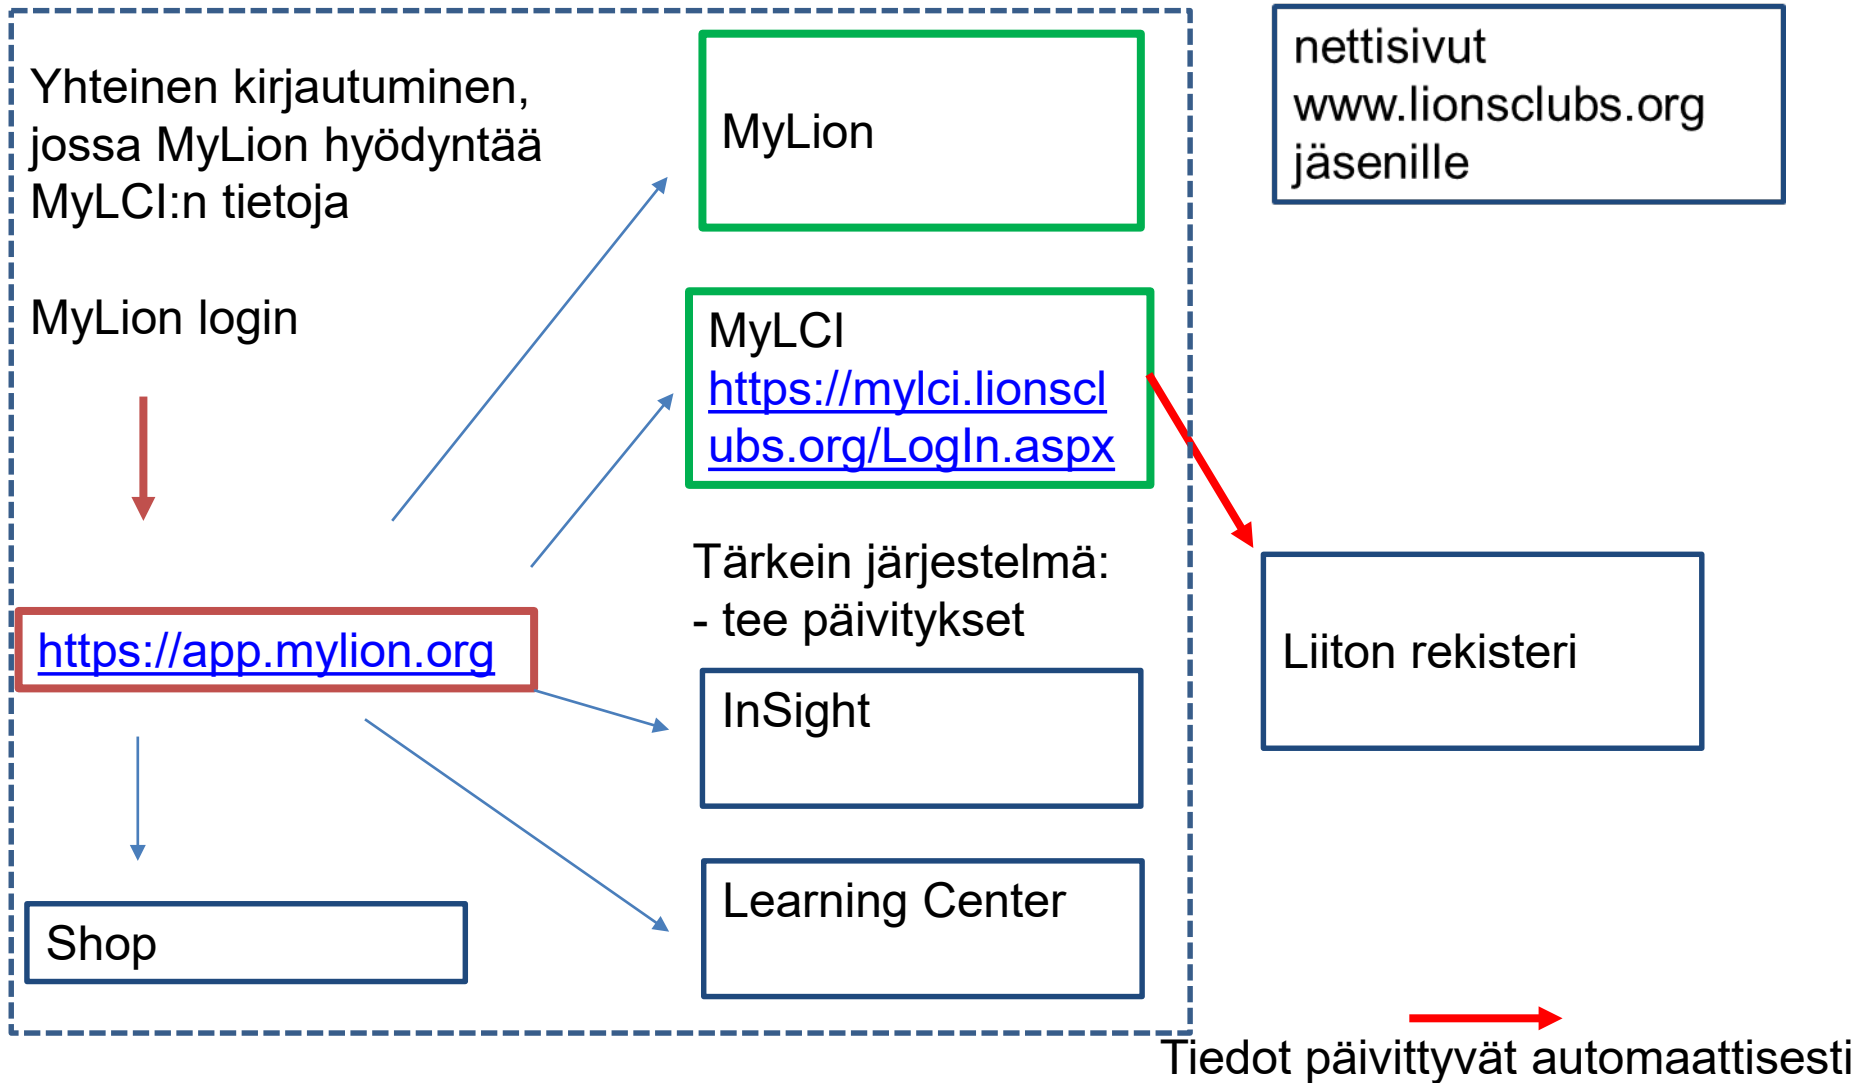 Yhteinen kirjautuminen,
jossa MyLion hyödyntää
MyLCI:n tietoja
MyLion login
https://app.mylion.org
Shop
MyLion
MyLCI
https://mylci.lionscl
ubs.org/LogIn.aspx
Tärkein järjestelmä:
- tee päivitykset
InSight
Learning Center
nettisivut
www.lionsclubs.org
jäsenille
Liiton rekisteri
Tiedot päivittyvät automaattisesti